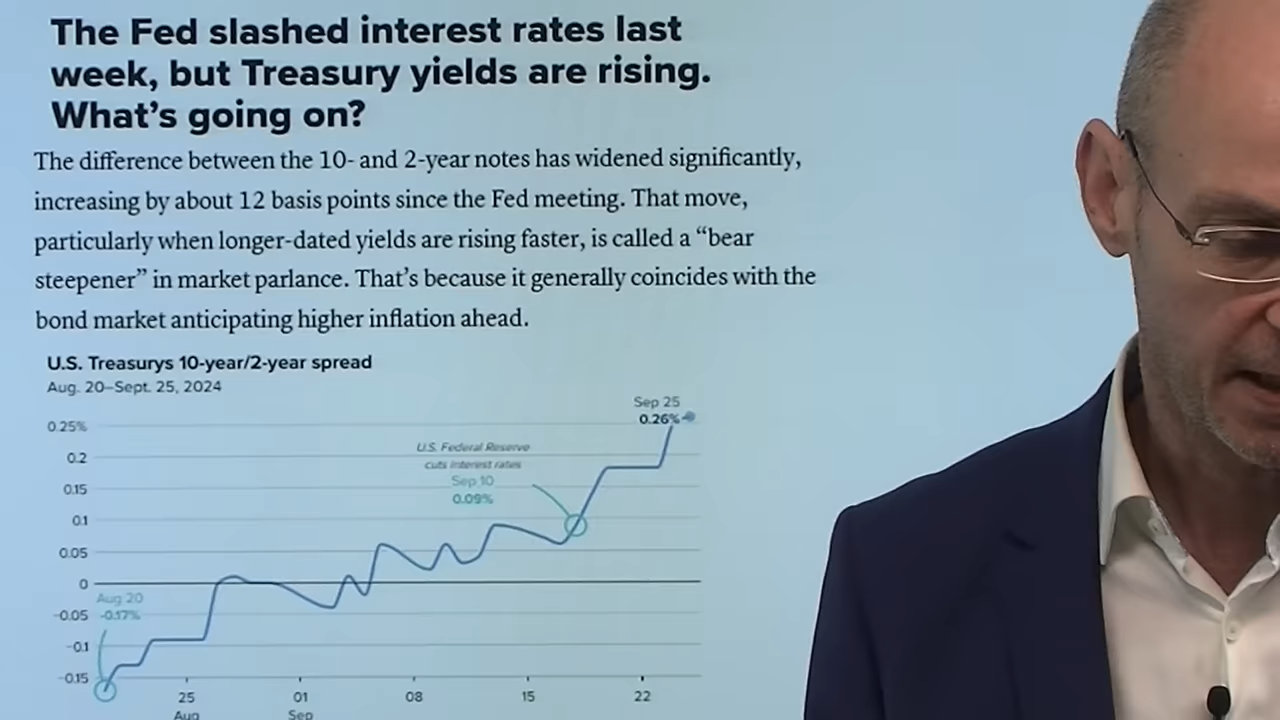 The Fed slashed interest rates last
week, but Treasury yields are rising.
What's going on?
The difference between the 10- and 2-year notes has widened significantly,
increasing by about 12 basis points since the Fed meeting. That move,
particularly when longer-dated yields are rising faster, is called a “bear
steepener” in market parlance. That's because it generally coincides with the
bond market anticipating higher inflation ahead.
U.S. Treasurys 10-year/2-year spread
Aug. 20–Sept. 25, 2024
Sep 25
0.26%
0.25%
U.S. Federal Reserve
cuts interest rates
0.2
Sep 10
0.15
0.09%
0.1
0.05
0
Aug 20
-0.05
-0.17%
-0.1
-0.15
25
01
08
15
22
Aug
Sep